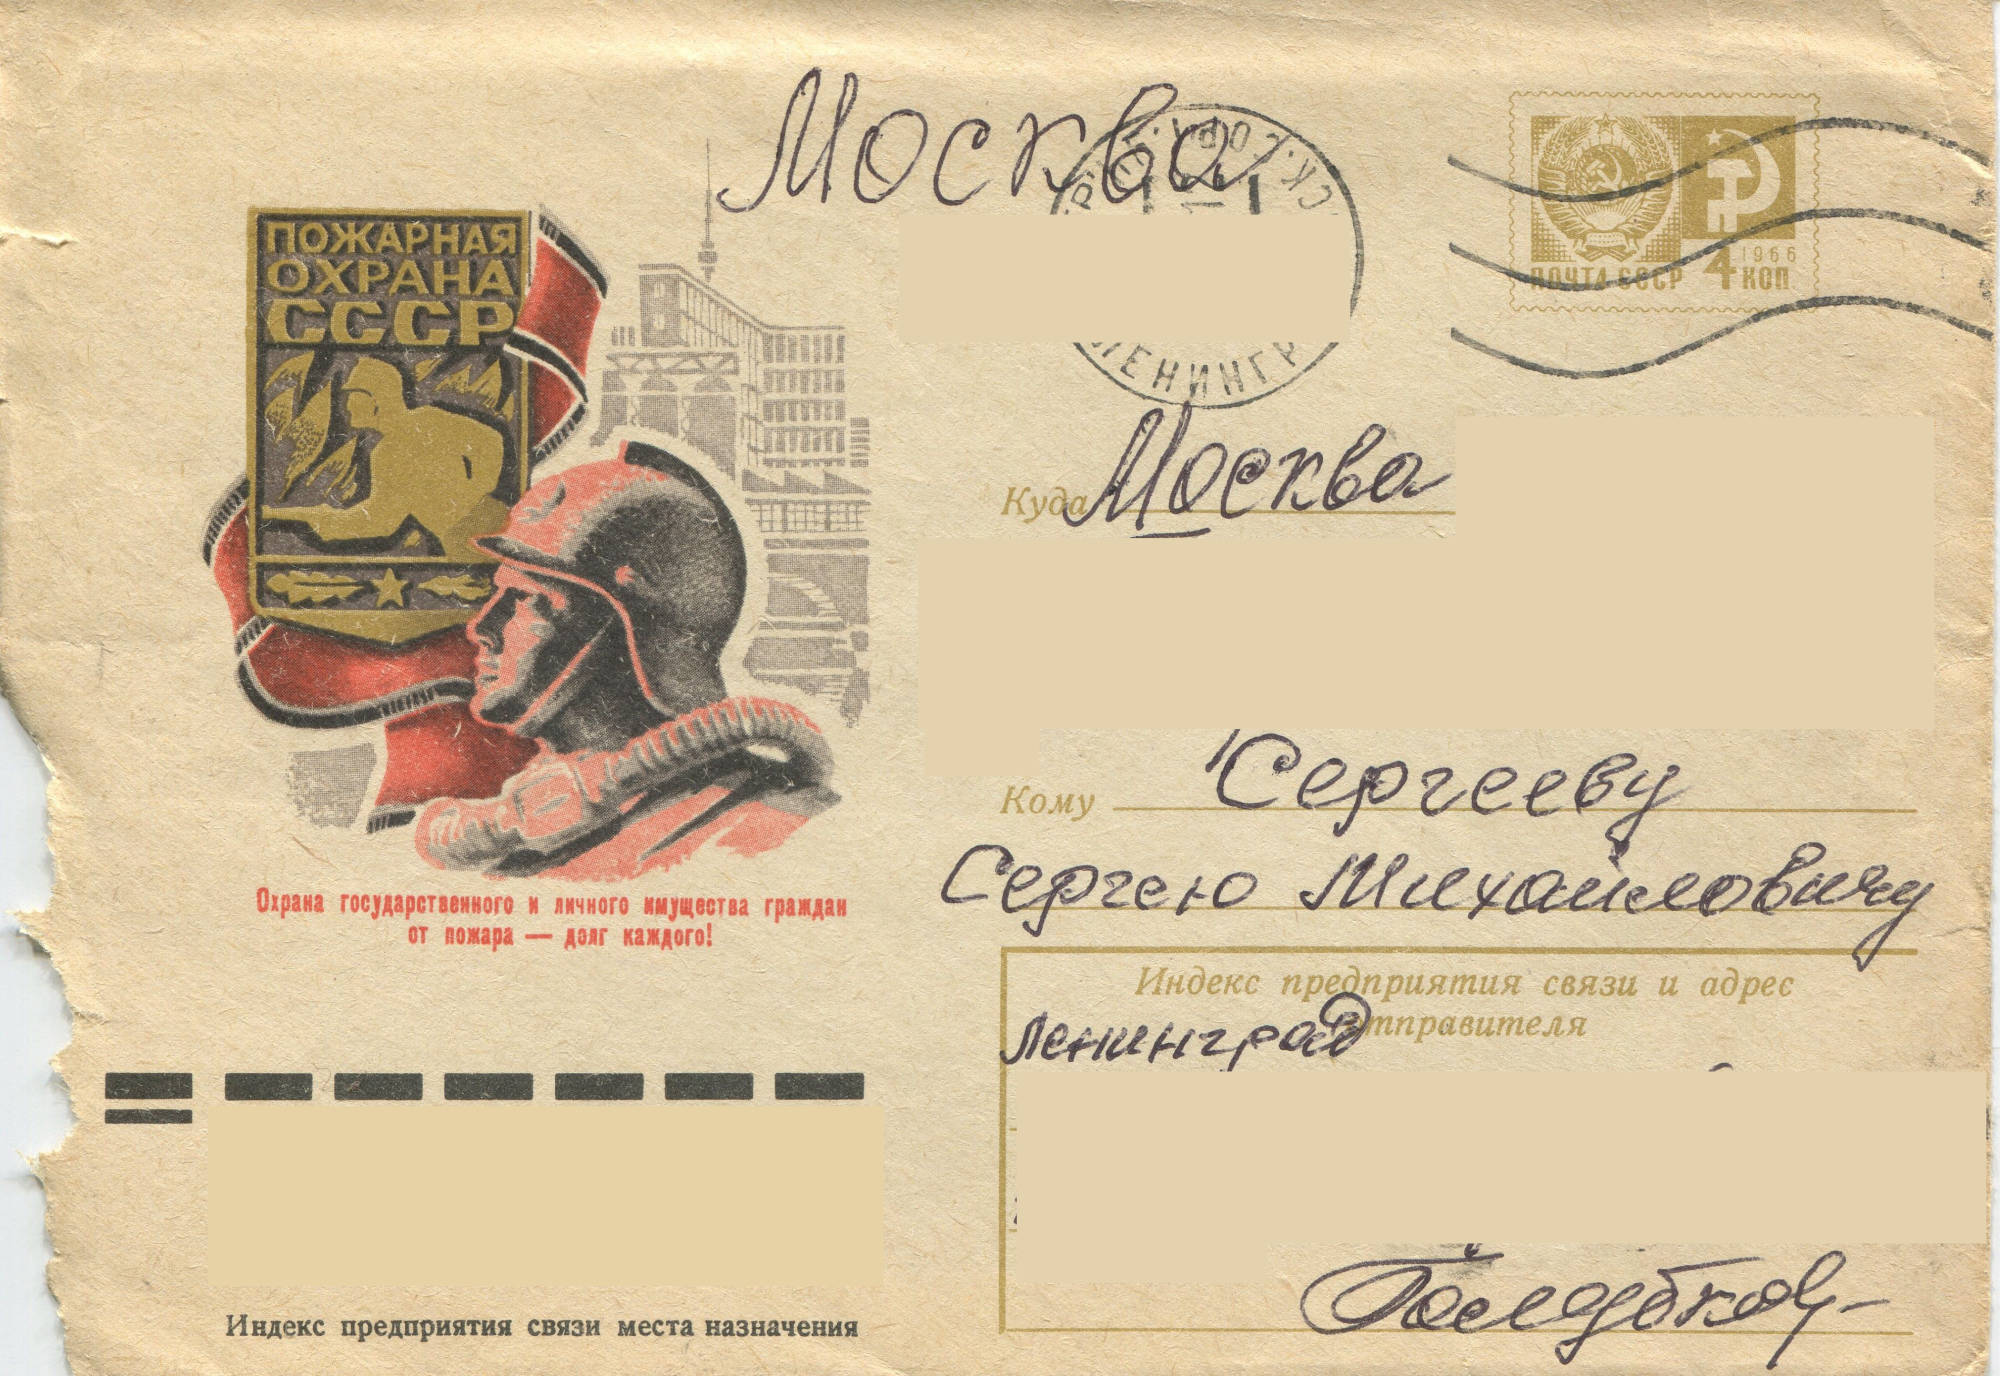 Москва
ПОЖАРНАЯ
ОХРАНА
СССР
ПОЧТА СССР 4 КОП
1966
ЛЕНИНГР
Куда Москва
Кому Сергееву
Сергею Михайловичу
Охрана государственного и личного имущества граждан
от пожара — долг каждого!
Индекс предприятия связи и адрес
отправителя
Ленинград
Индекс предприятия связи места назначения